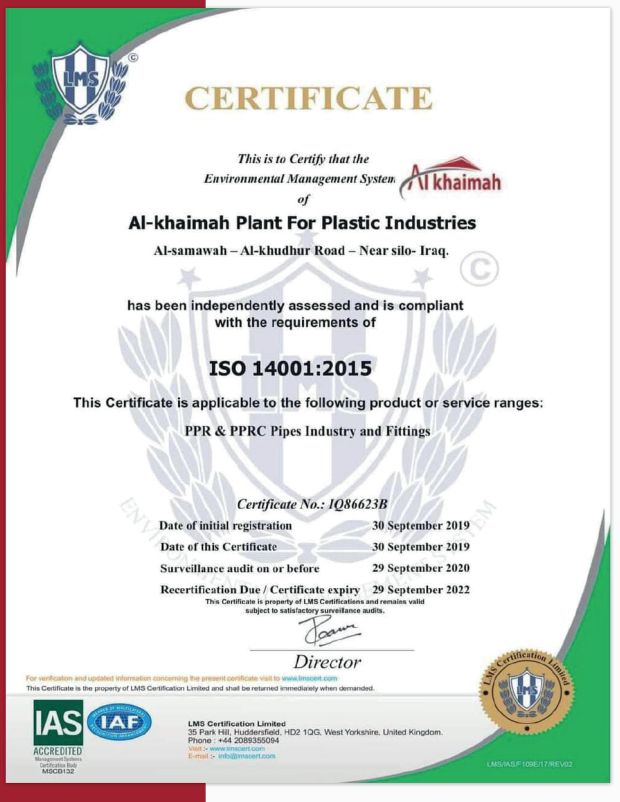 LMS
©
CERTIFICATE
This is to Certify that the
Environmental Management System
Al khaimah
of
Al-khaimah Plant For Plastic Industries
Al-samawah – Al-khudhur Road – Near silo- Iraq.
©
has been independently assessed and is compliant
with the requirements of
LMS
ISO 14001:2015
This Certificate is applicable to the following product or service ranges:
PPR & PPRC Pipes Industry and Fittings
ENVIRONMENTAL MANAGEMENT SYSTEM
Certificate No.: IQ86623B
Date of initial registration 30 September 2019
Date of this Certificate 30 September 2019
Surveillance audit on or before 29 September 2020
Recertification Due / Certificate expiry 29 September 2022
This Certificate is property of LMS Certifications and remains valid
subject to satisfactory surveillance audits.
Director
For verification and updated information concerning the present certificate visit to www.lmscert.com
This Certificate is the property of LMS Certification Limited and shall be returned immediately when demanded.
LMS Certification Limited
LMS
IAS
IAF
ACCREDITED
Management Systems
Certification Body
MSCB132
LMS Certification Limited
35 Park Hill, Huddersfield, HD2 1QG, West Yorkshire, United Kingdom.
Phone : +44 2089355094
Visit :- www.lmscert.com
E-mail :- info@lmscert.com
LMS/IAS/F109E/17/REV02